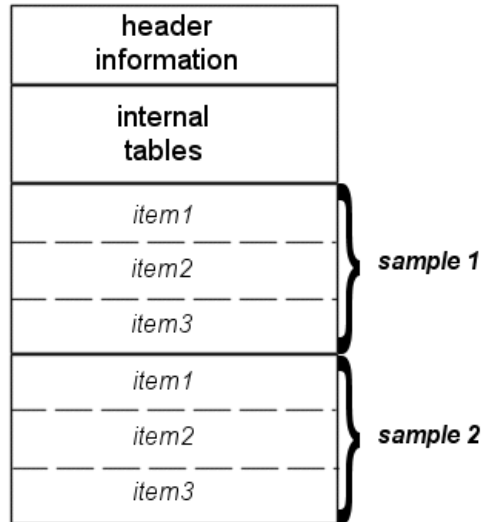 header
information
internal
tables
item1
item2
sample 1
item3
item1
item2
sample 2
item3